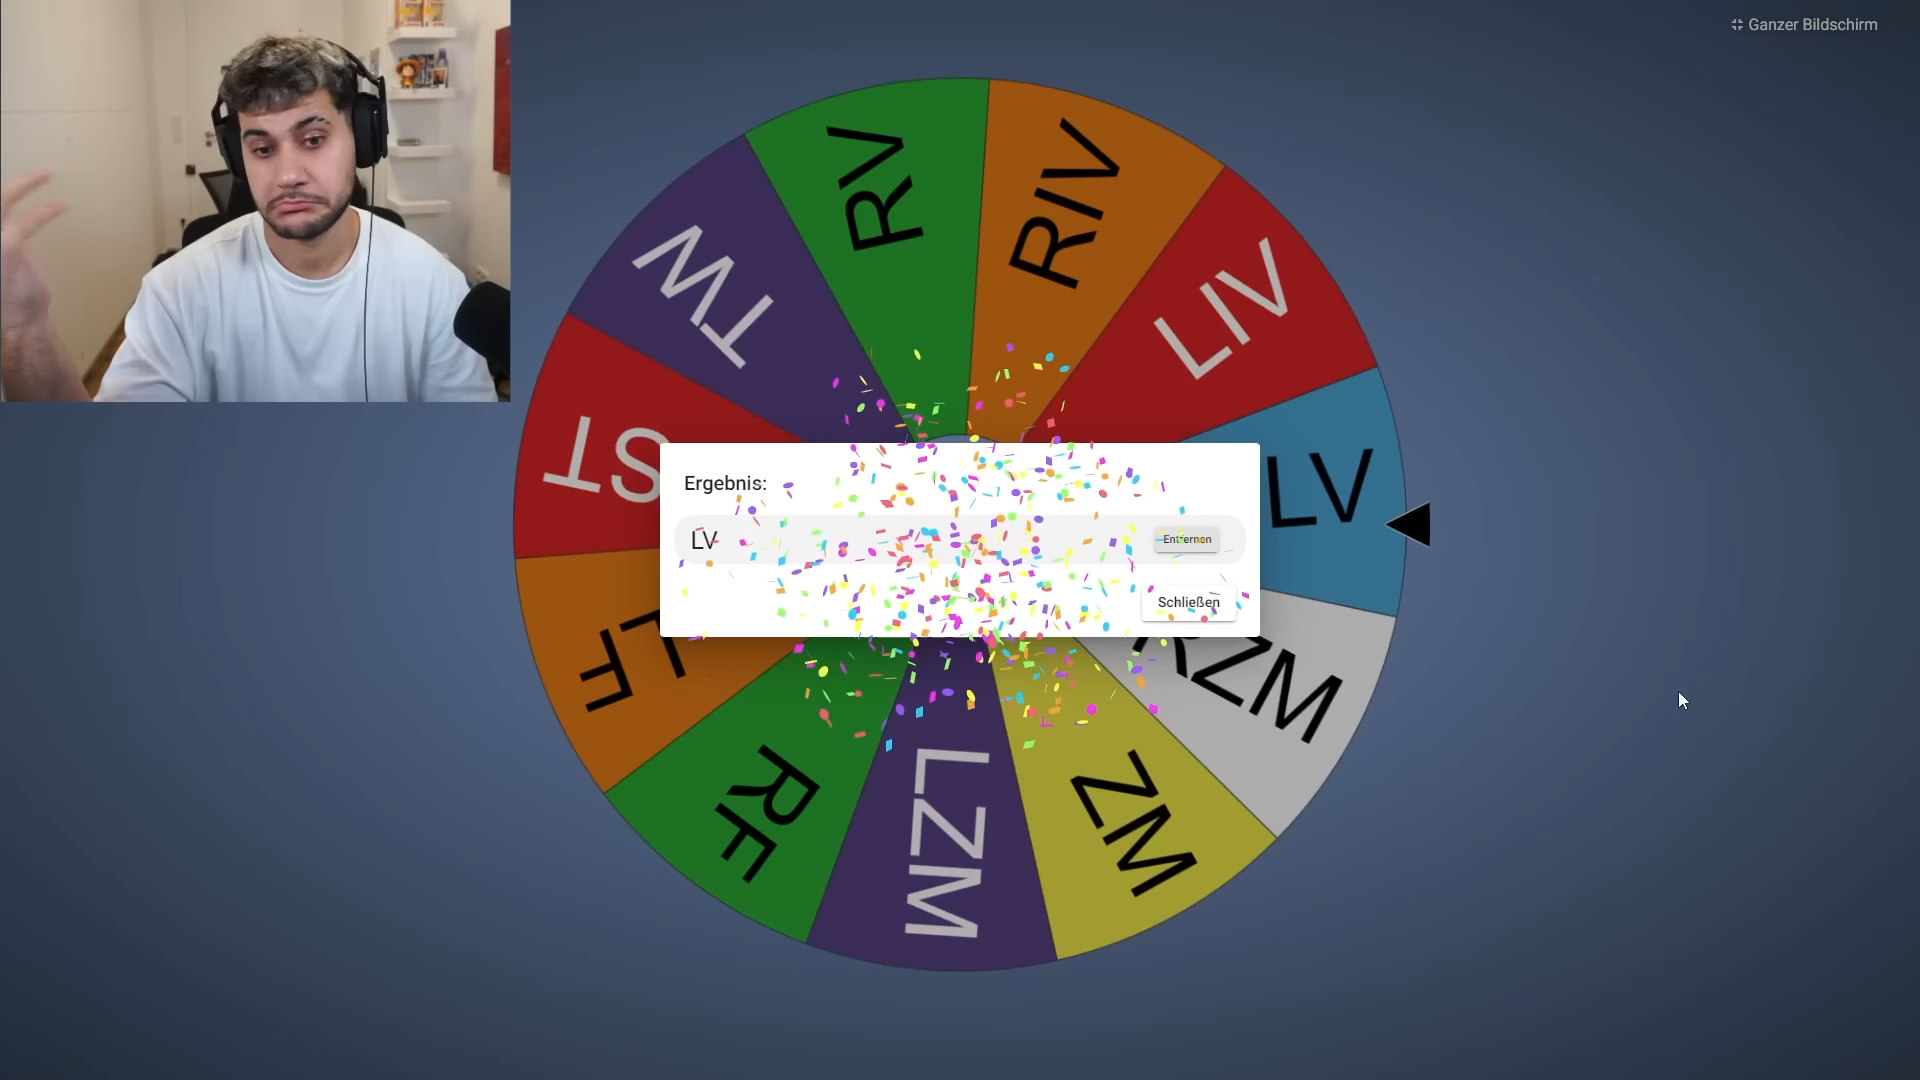 Ganzer Bildschirm
RV
RIV
LIV
TW
ST
LV
Ergebnis:
LV
Entfernen
Schließen
LF
RZM
RF
LZM
ZM